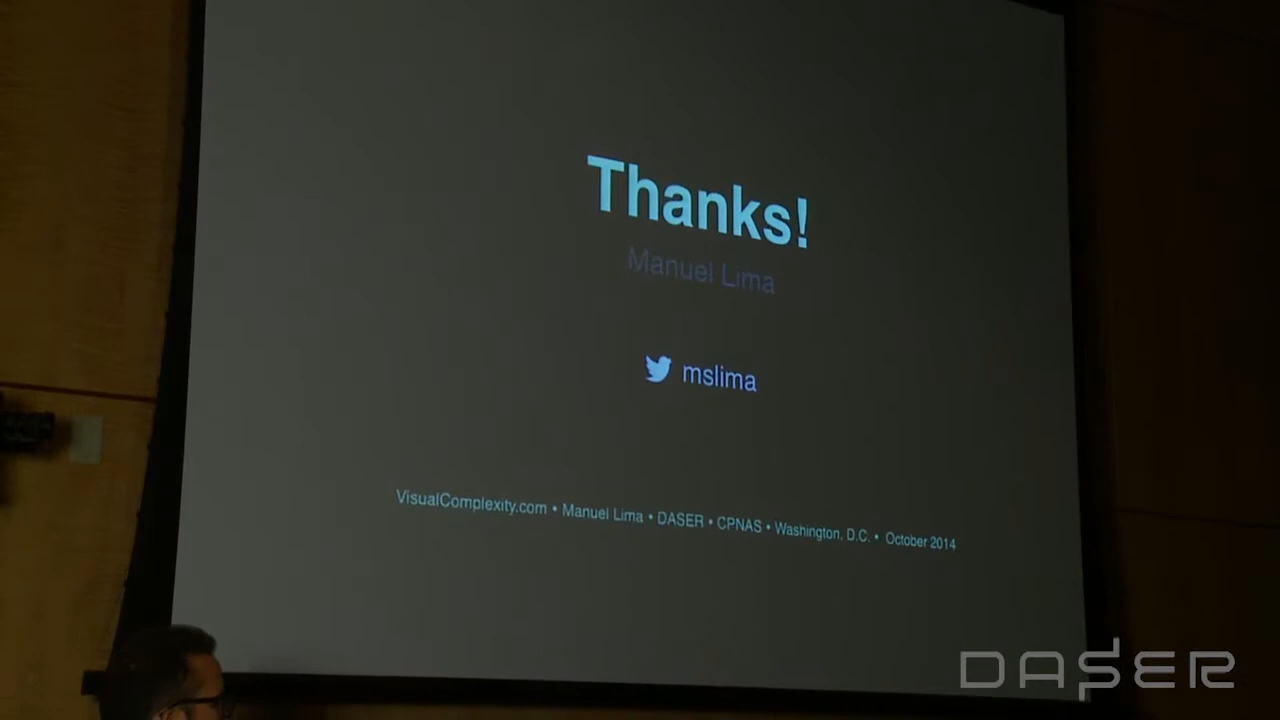 Thanks!
Manuel Lima
mslima
VisualComplexity.com • Manuel Lima • DASER • CPNAS • Washington, D.C. • October 2014
DASER